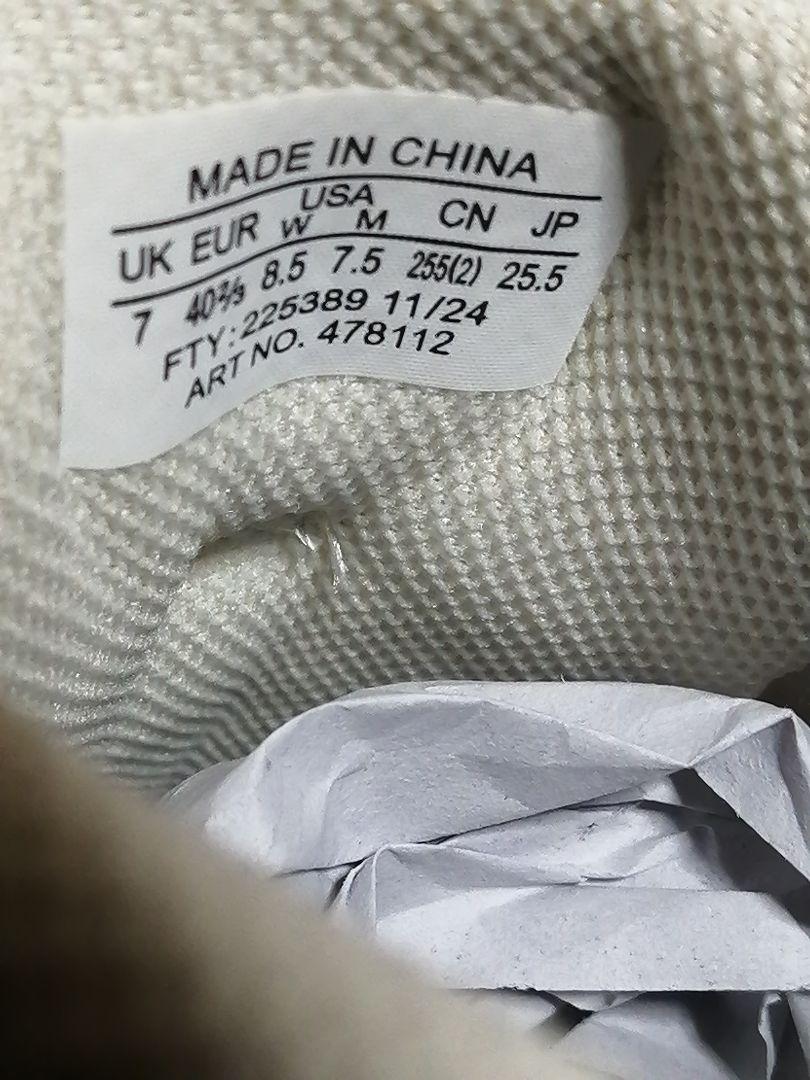 MADE IN CHINA
USA
UK EUR W M CN JP
7 40⅔ 8.5 7.5 255(2) 25.5
FTY:225389 11/24
ART NO. 478112